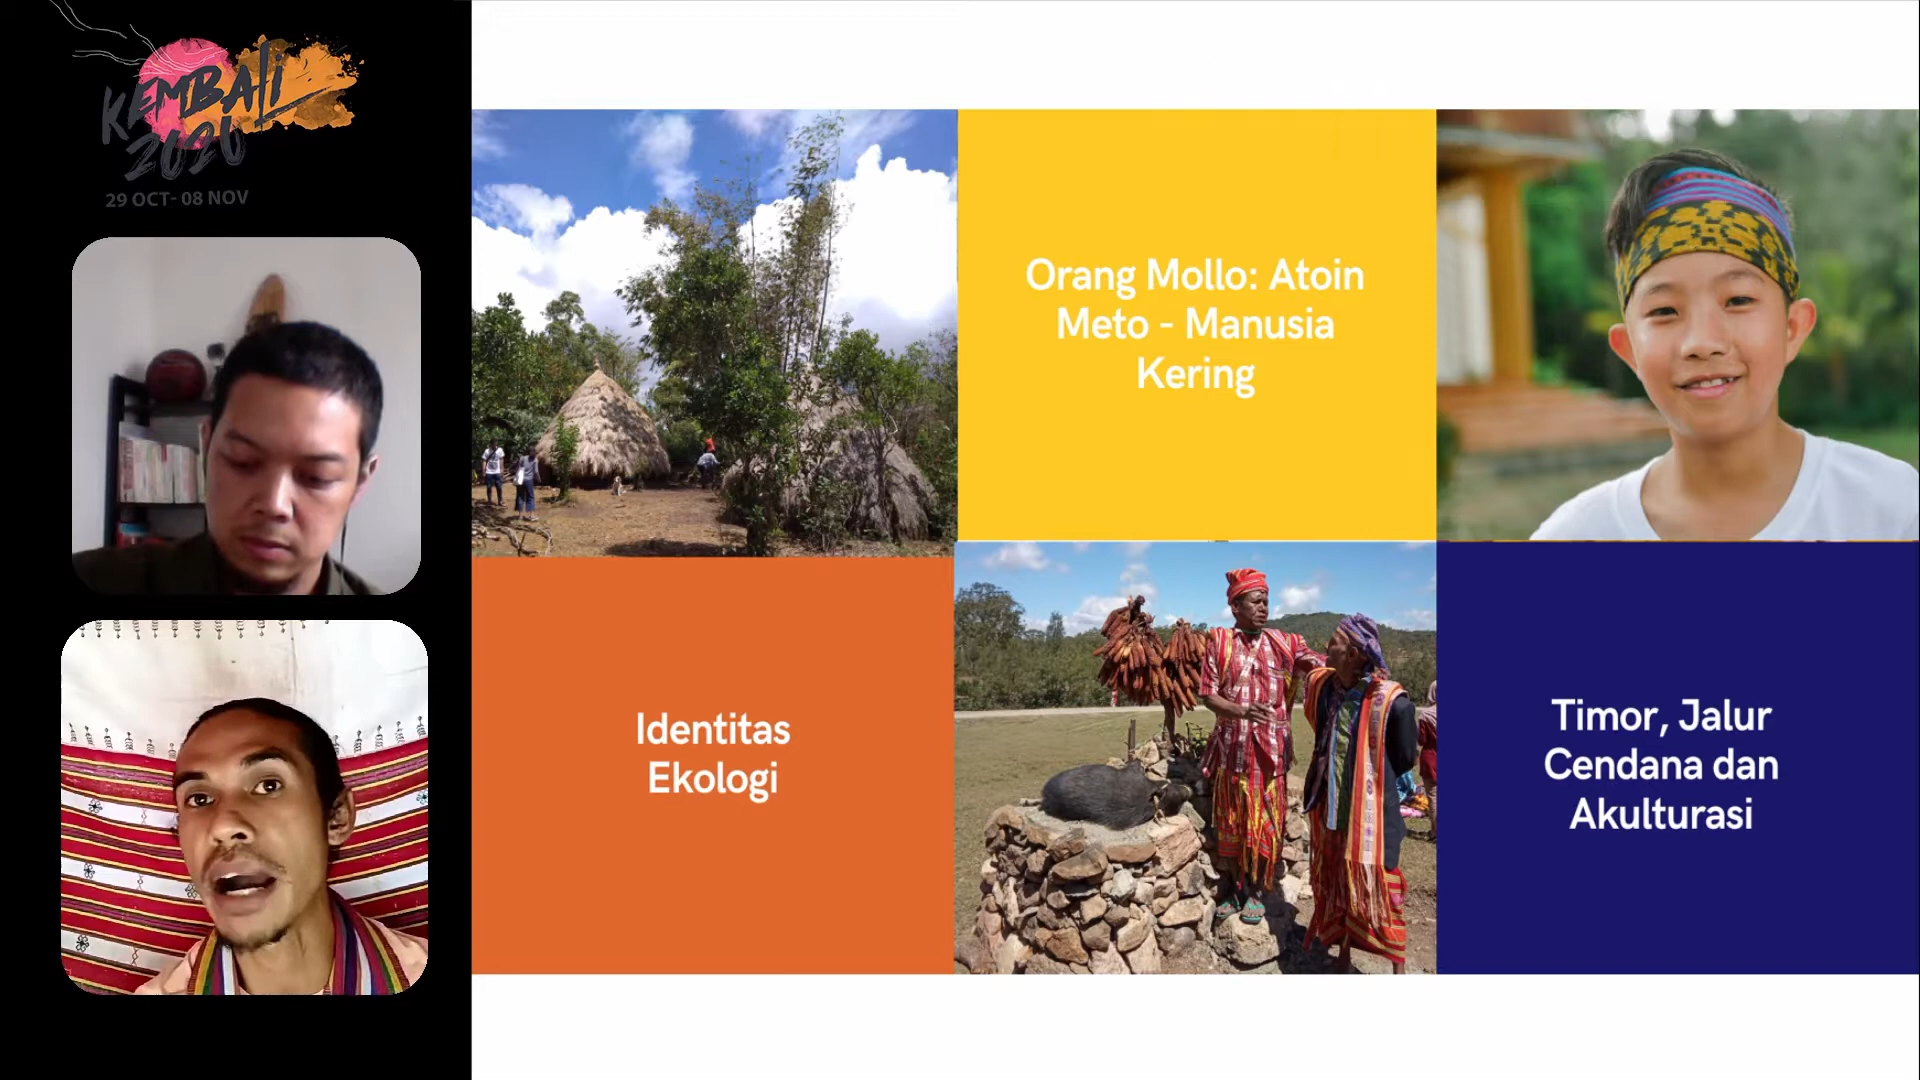 KEMBALI
2020
29 OCT- 08 NOV
Orang Mollo: Atoin
Meto - Manusia
Kering
Identitas
Ekologi
Timor, Jalur
Cendana dan
Akulturasi